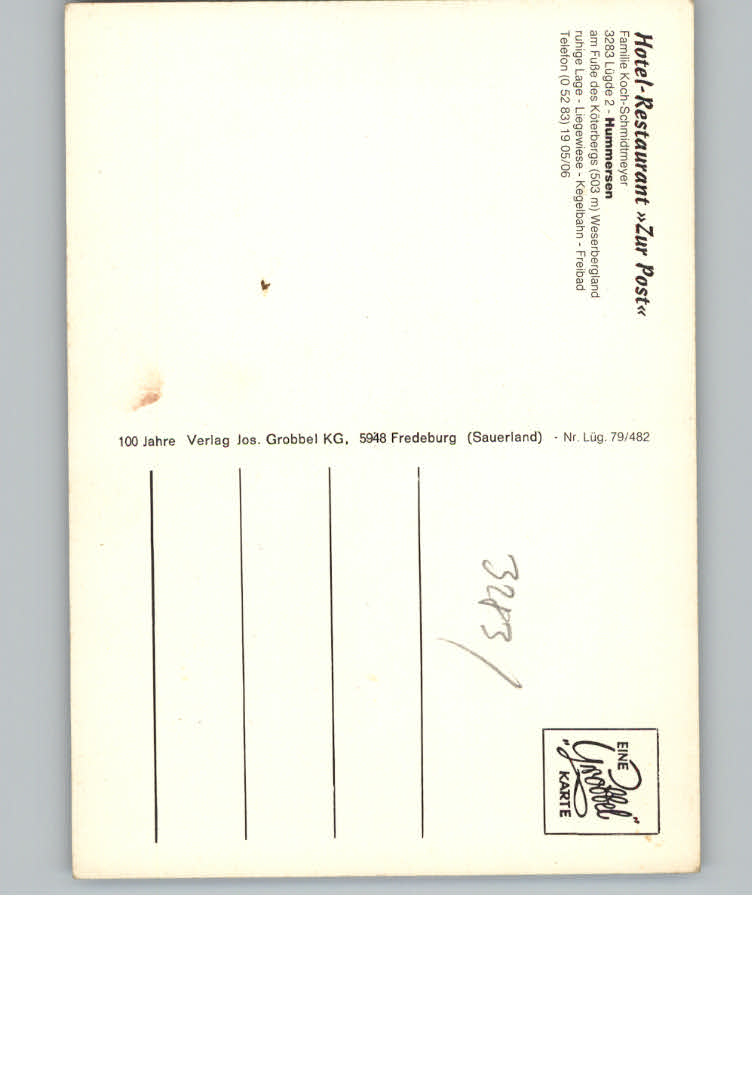 Hotel-Restaurant »Zur Post«
Familie Koch-Schmidtmeyer
3283 Lügde 2 - Hummersen
am Fuße des Köterbergs (503 m) Weserbergland
ruhige Lage - Liegewiese - Kegelbahn - Freibad
Telefon (0 52 83) 19 05/06
100 Jahre Verlag Jos. Grobbel KG, 5948 Fredeburg (Sauerland) - Nr. Lüg. 79/482
3283/
EINE
„Grobbel"
KARTE